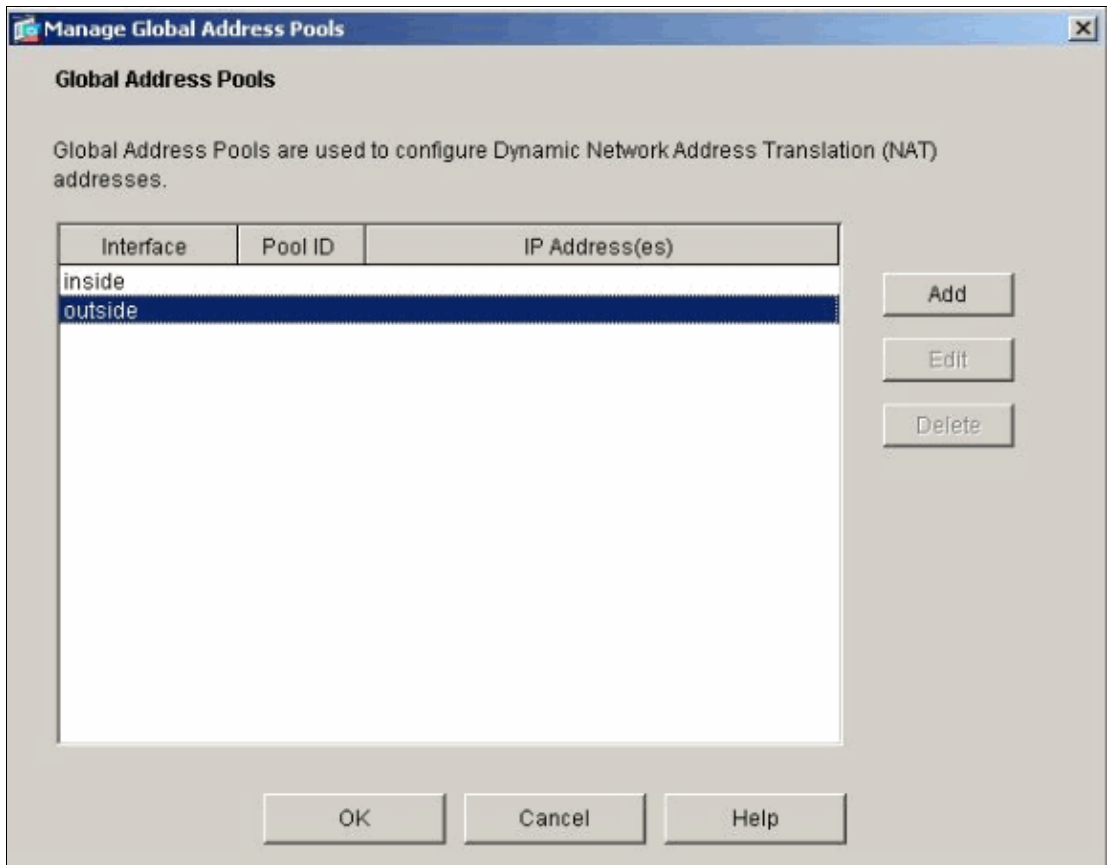 Manage Global Address Pools
Global Address Pools
Global Address Pools are used to configure Dynamic Network Address Translation (NAT)
addresses.
Interface Pool ID IP Address(es)
inside
outside
Add
Edit
Delete
OK Cancel Help